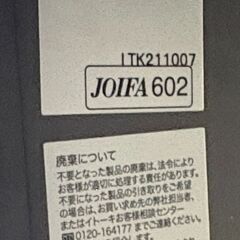 ITK211007
JOIFA 602
廃棄について
不要となった製品の廃棄は、法令により
お客様が適切に処理する責任があります。
不要になった製品の引き取りをご希望
の場合は、お買い求め先の営業担当者、
またはイトーキお客様相談センター
0120-164177 までご連絡ください。